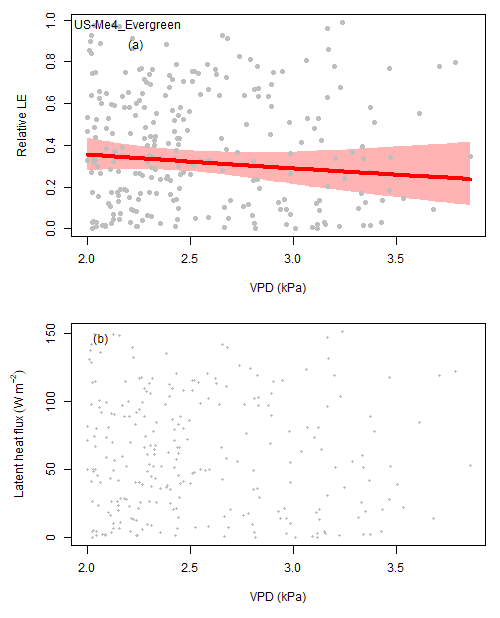 US-Me4_Evergreen
(a)
Relative LE
0.0 0.2 0.4 0.6 0.8 1.0
2.0 2.5 3.0 3.5
VPD (kPa)
(b)
Latent heat flux (W m⁻²)
0 50 100 150
2.0 2.5 3.0 3.5
VPD (kPa)